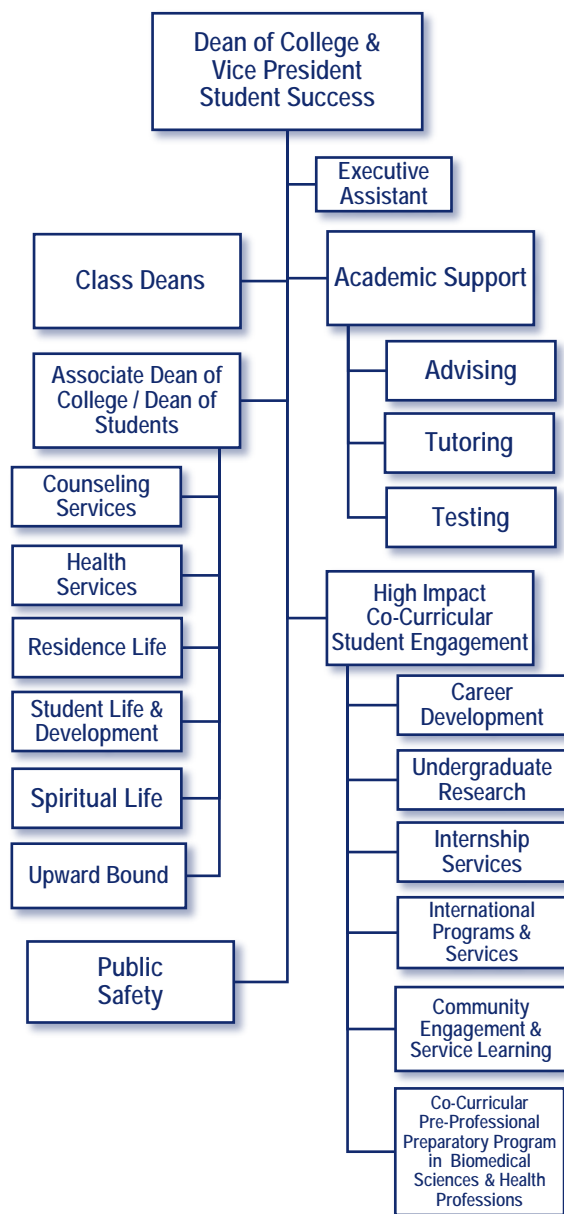 Dean of College &
Vice President
Student Success
Executive
Assistant
Class Deans
Academic Support
Advising
Tutoring
Testing
Associate Dean of
College / Dean of
Students
Counseling
Services
Health
Services
Residence Life
Student Life &
Development
Spiritual Life
Upward Bound
High Impact
Co-Curricular
Student Engagement
Career
Development
Undergraduate
Research
Internship
Services
International
Programs &
Services
Community
Engagement &
Service Learning
Co-Curricular
Pre-Professional
Preparatory Program
in Biomedical
Sciences & Health
Professions
Public
Safety